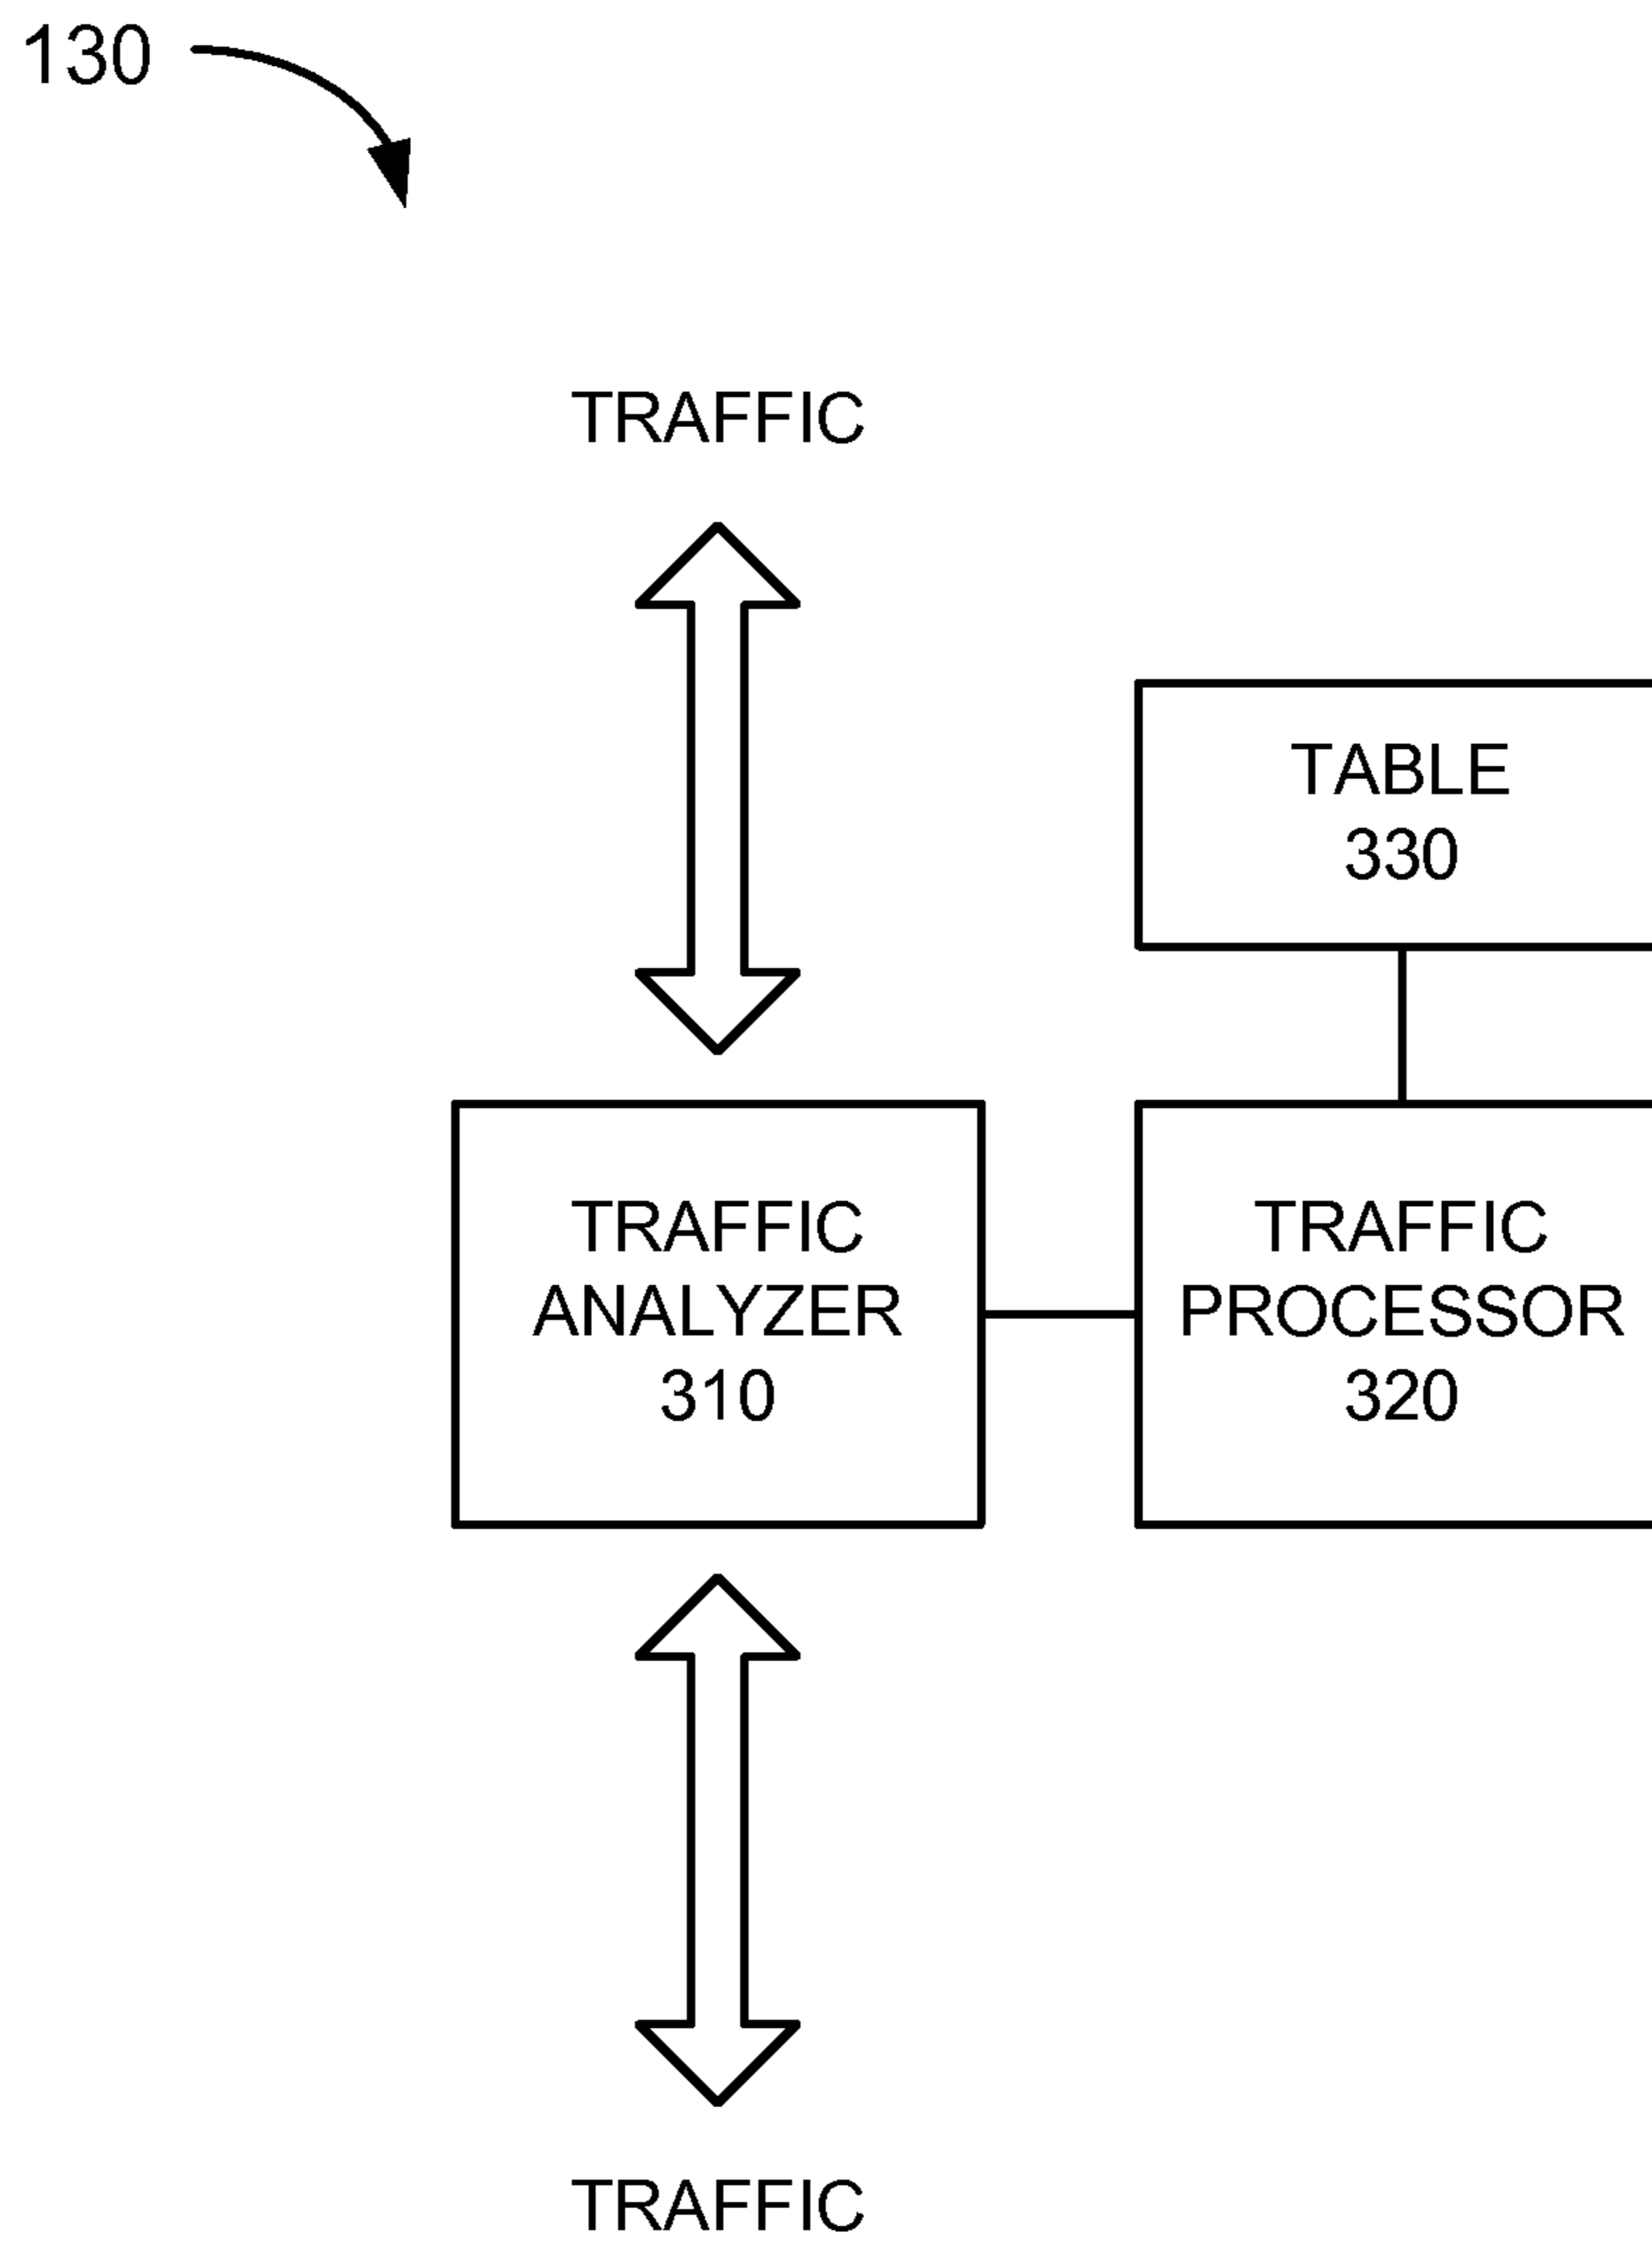 130
TRAFFIC
TABLE
330
TRAFFIC
ANALYZER
310
TRAFFIC
PROCESSOR
320
TRAFFIC